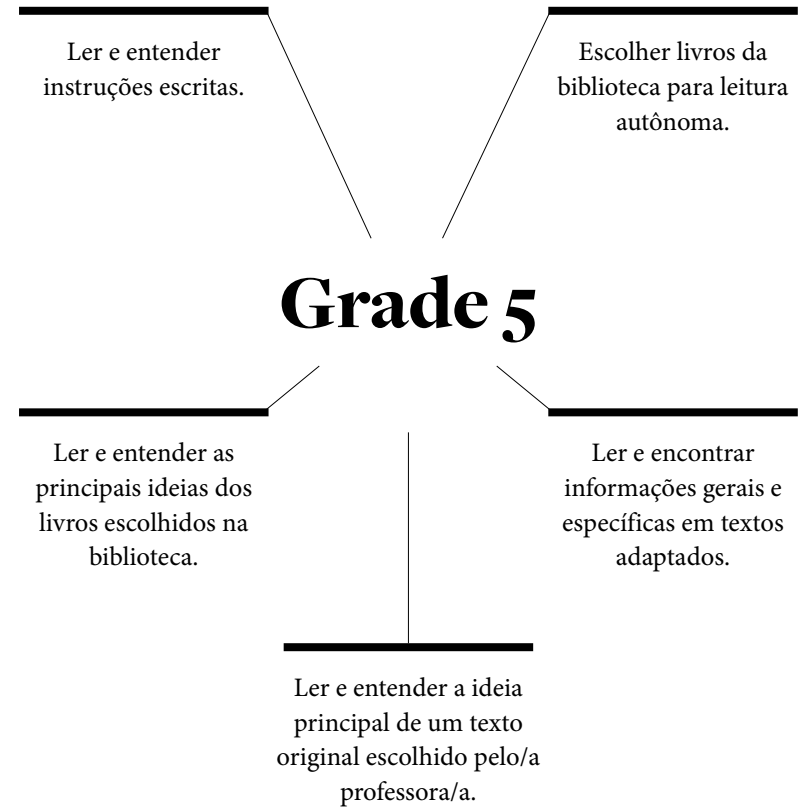 Ler e entender
instruções escritas.
Escolher livros da
biblioteca para leitura
autônoma.
Grade 5
Ler e entender as
principais ideias dos
livros escolhidos na
biblioteca.
Ler e encontrar
informações gerais e
específicas em textos
adaptados.
Ler e entender a ideia
principal de um texto
original escolhido pelo/a
professora/a.